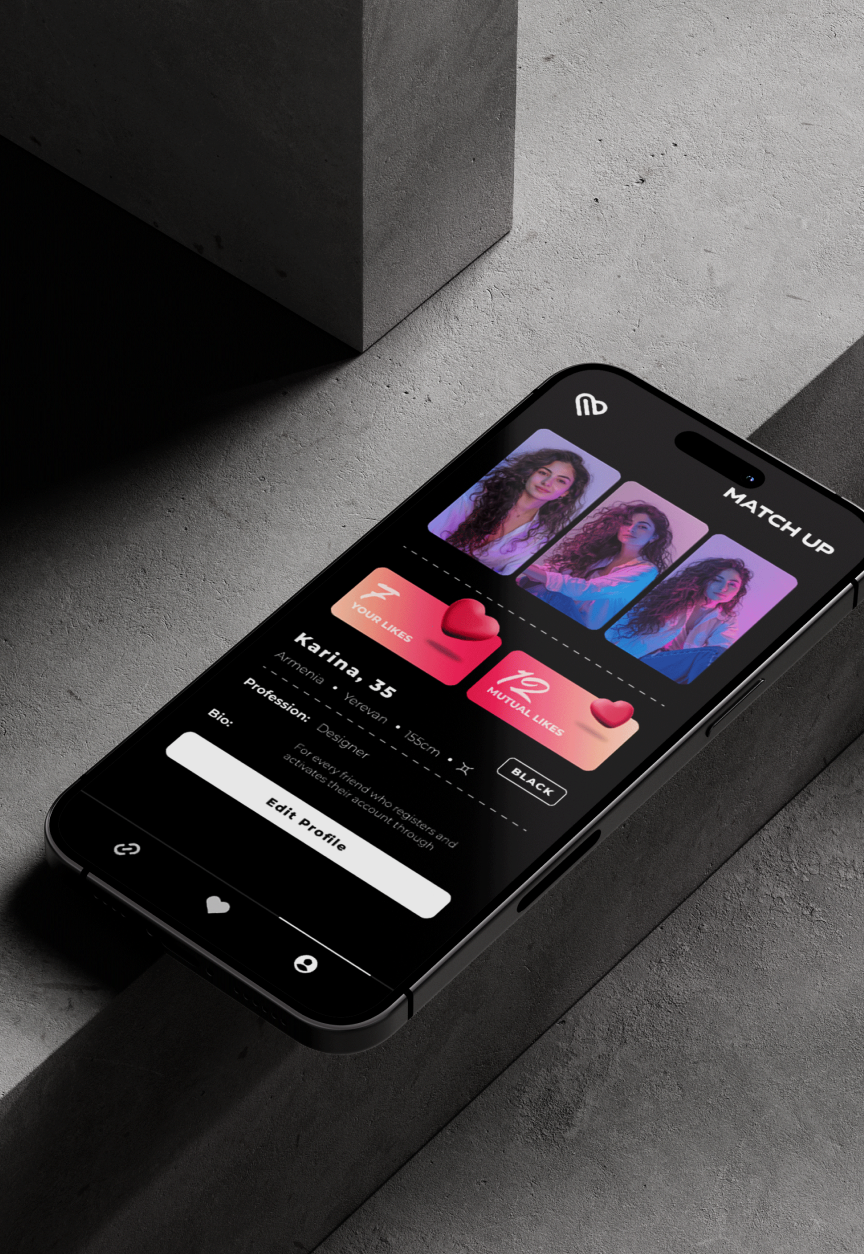 MATCH UP
7
YOUR LIKES
12
MUTUAL LIKES
Karina, 35
Armenia • Yerevan • 155cm •
BLACK
Profession: Designer
Bio: For every friend who registers and
activates their account through
Edit Profile